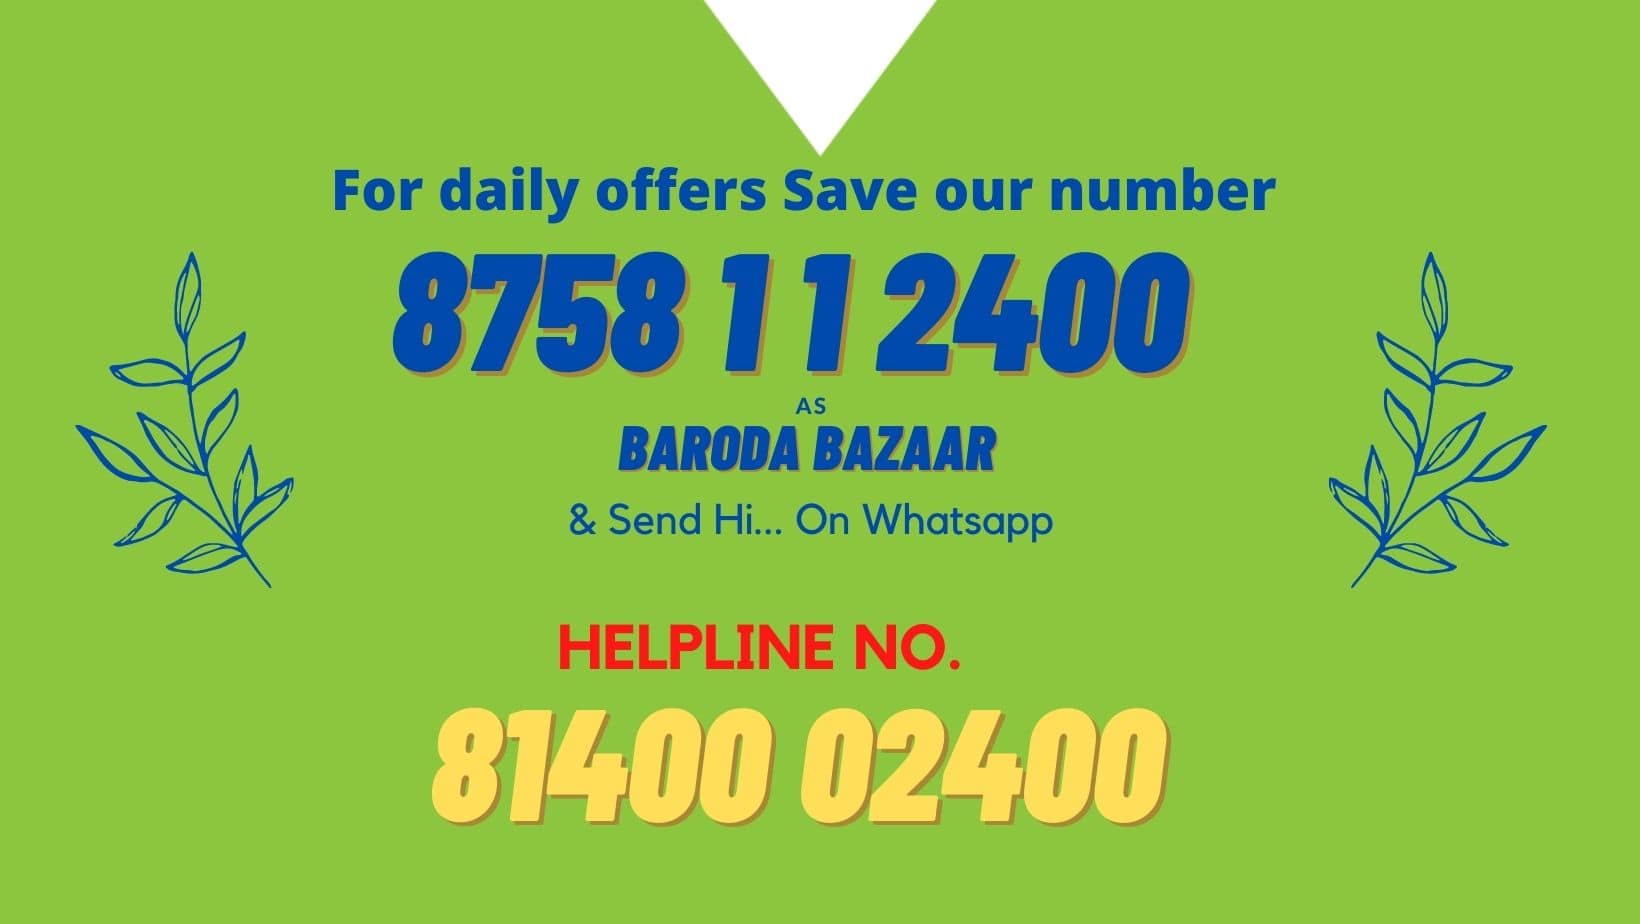 For daily offers Save our number
8758 1 1 2400
AS
BARODA BAZAAR
& Send Hi... On Whatsapp
HELPLINE NO.
81400 02400